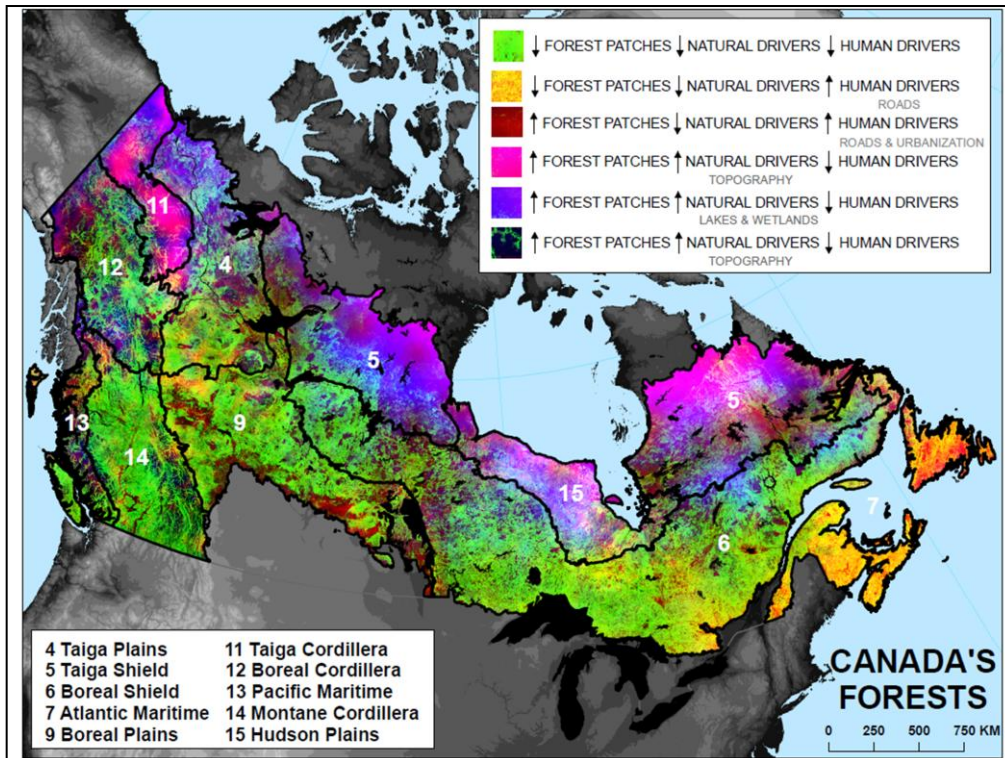 ↓ FOREST PATCHES ↓ NATURAL DRIVERS ↓ HUMAN DRIVERS
↓ FOREST PATCHES ↓ NATURAL DRIVERS ↑ HUMAN DRIVERS
ROADS
↑ FOREST PATCHES ↓ NATURAL DRIVERS ↑ HUMAN DRIVERS
ROADS & URBANIZATION
↑ FOREST PATCHES ↑ NATURAL DRIVERS ↓ HUMAN DRIVERS
TOPOGRAPHY
↑ FOREST PATCHES ↑ NATURAL DRIVERS ↓ HUMAN DRIVERS
LAKES & WETLANDS
↑ FOREST PATCHES ↑ NATURAL DRIVERS ↓ HUMAN DRIVERS
TOPOGRAPHY
11
4
12
5
5
13
9
14
15
7
6
4 Taiga Plains
5 Taiga Shield
6 Boreal Shield
7 Atlantic Maritime
9 Boreal Plains
11 Taiga Cordillera
12 Boreal Cordillera
13 Pacific Maritime
14 Montane Cordillera
15 Hudson Plains
CANADA'S
FORESTS
0 250 500 750 KM